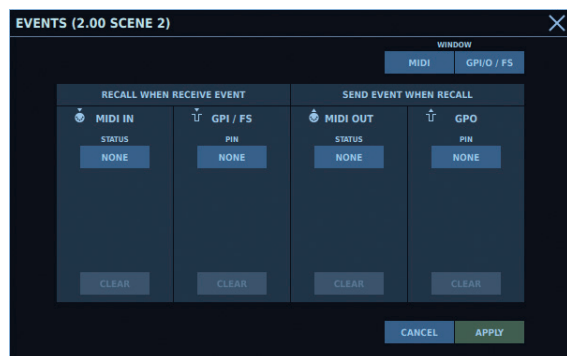 EVENTS (2.00 SCENE 2)
WINDOW
MIDI GPI/O / FS
RECALL WHEN RECEIVE EVENT SEND EVENT WHEN RECALL
MIDI IN GPI / FS MIDI OUT GPO
STATUS PIN STATUS PIN
NONE NONE NONE NONE
CLEAR CLEAR CLEAR CLEAR
CANCEL APPLY